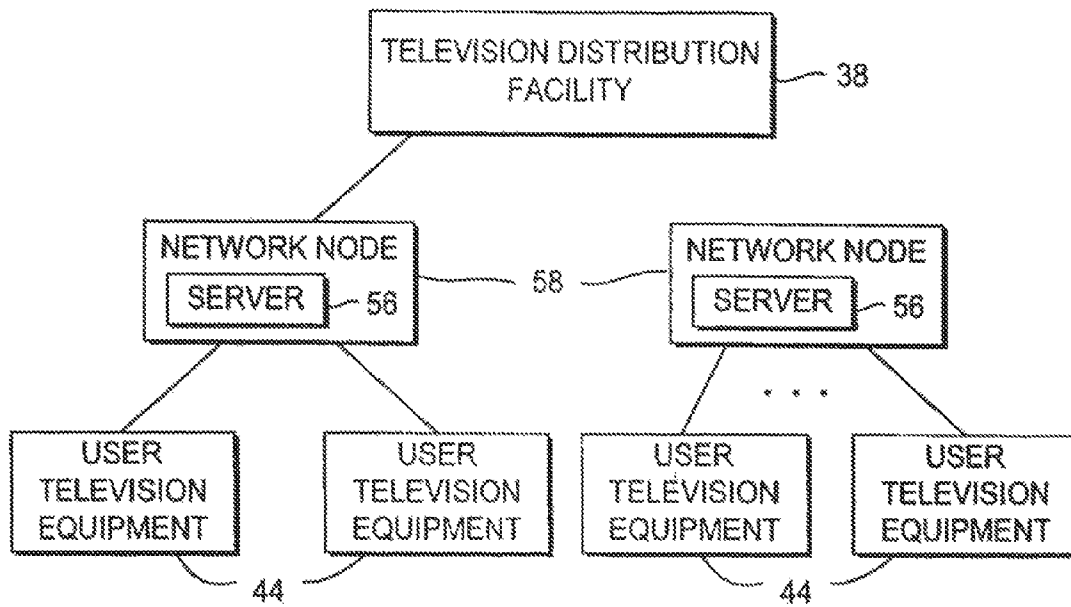 TELEVISION DISTRIBUTION
FACILITY
38
NETWORK NODE
SERVER
56
58
NETWORK NODE
SERVER
56
. . .
USER
TELEVISION
EQUIPMENT
USER
TELEVISION
EQUIPMENT
USER
TELEVISION
EQUIPMENT
USER
TELEVISION
EQUIPMENT
44
44